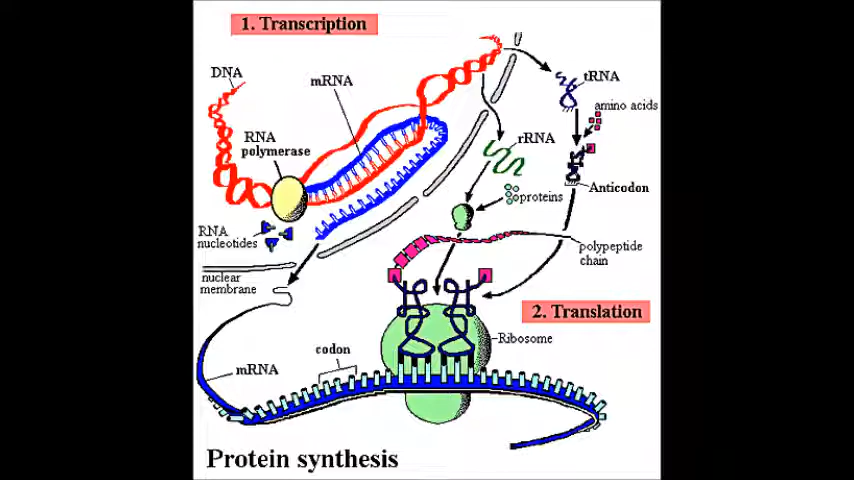 1. Transcription
DNA
mRNA
tRNA
amino acids
RNA
polymerase
rRNA
Anticodon
proteins
RNA
nucleotides
polypeptide
chain
nuclear
membrane
2. Translation
Ribosome
codon
mRNA
Protein synthesis